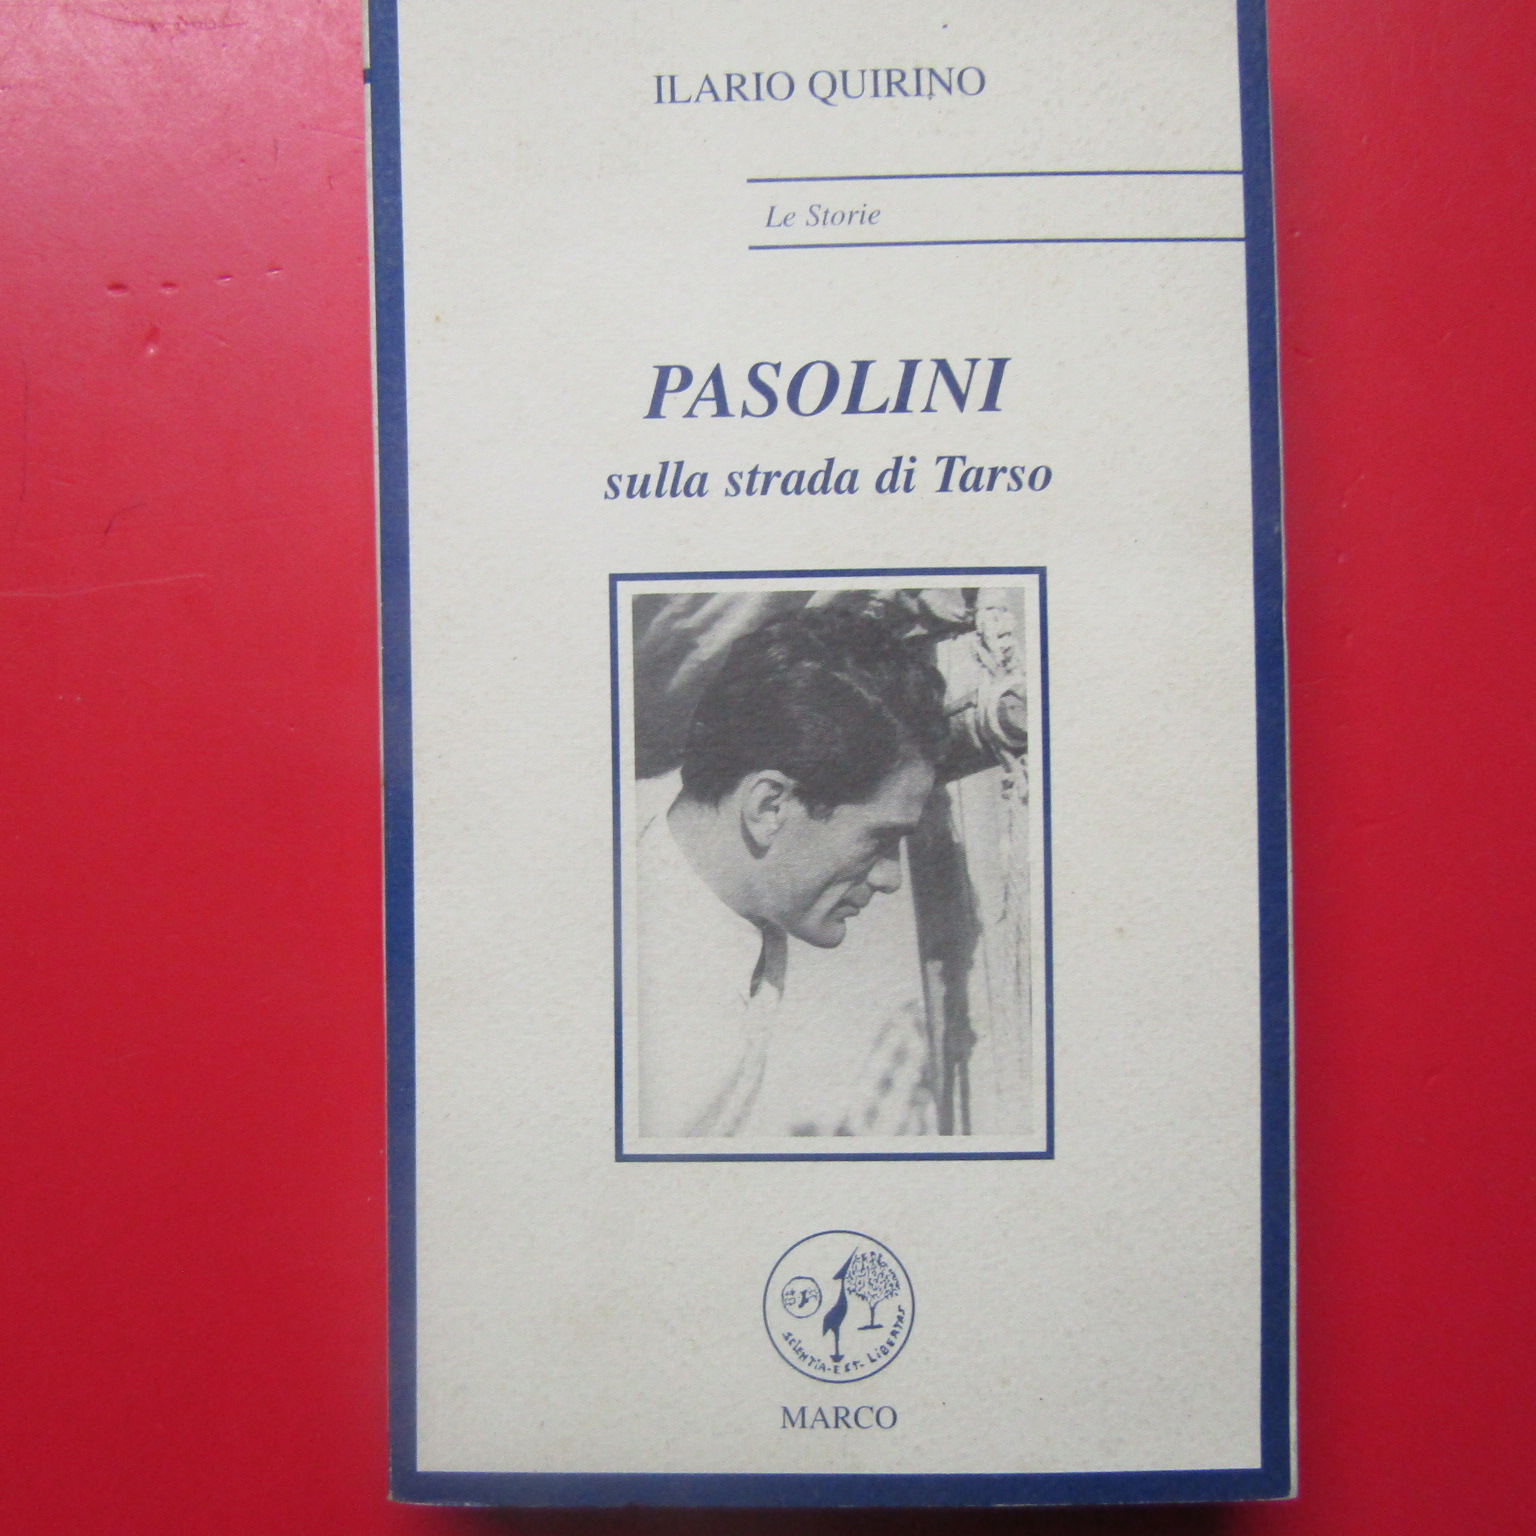 ILARIO QUIRINO
Le Storie
PASOLINI
sulla strada di Tarso
SCIENTIA-EST-LIBERTAS
MARCO